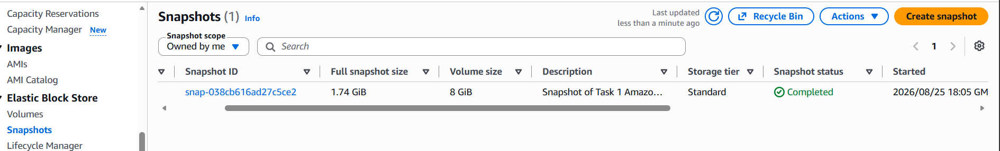 Capacity Reservations
Capacity Manager New
Images
AMIs
AMI Catalog
Elastic Block Store
Volumes
Snapshots
Lifecycle Manager
Snapshots (1) Info
Last updated
less than a minute ago
Recycle Bin
Actions
Create snapshot
Snapshot scope
Owned by me
Search
1
Snapshot ID Full snapshot size Volume size Description Storage tier Snapshot status Started
snap-038cb616ad27c5ce2 1.74 GiB 8 GiB Snapshot of Task 1 Amazo... Standard Completed 2026/08/25 18:05 GM